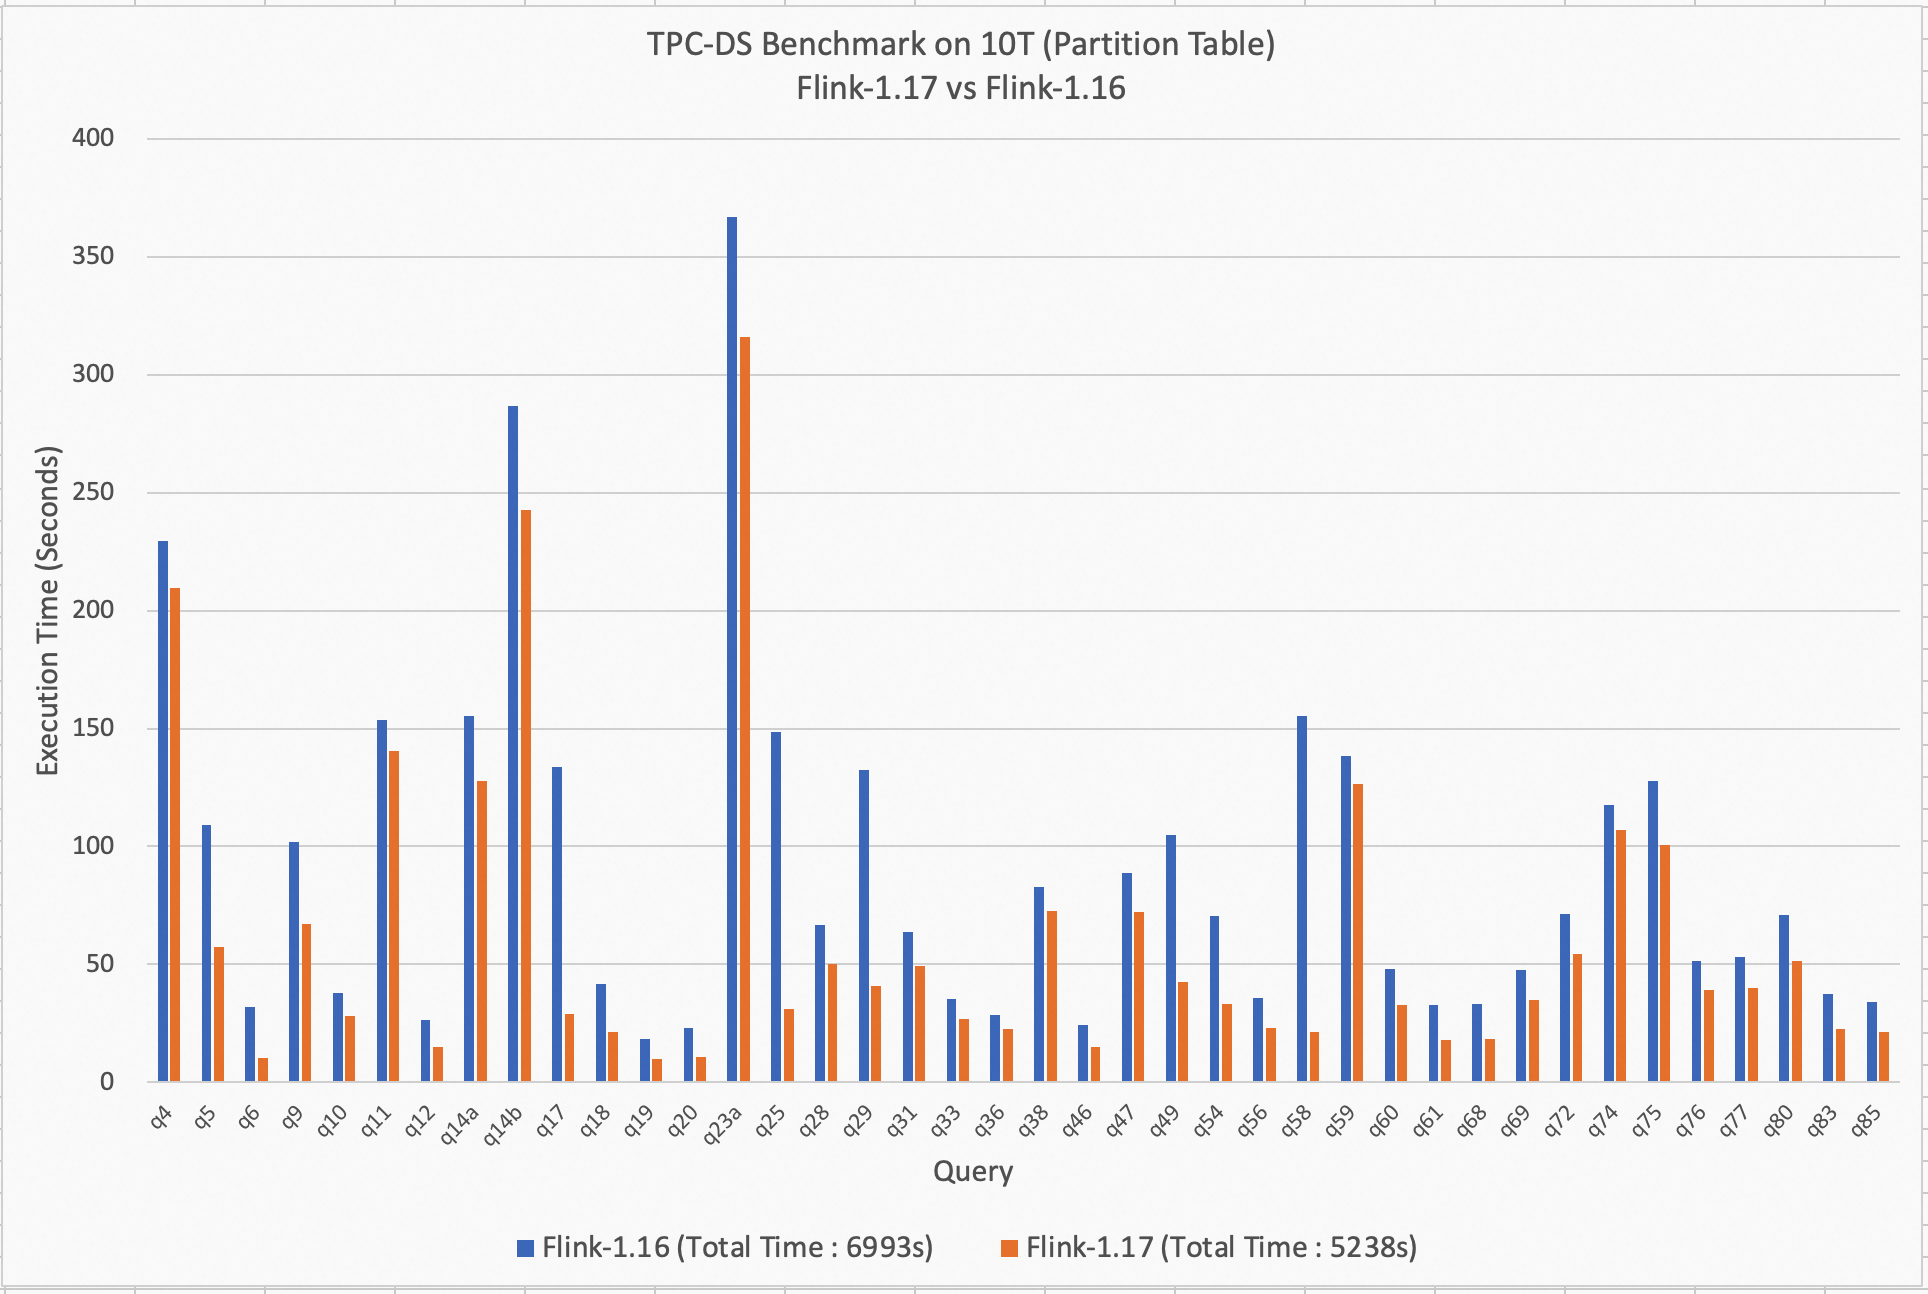 TPC-DS Benchmark on 10T (Partition Table)
Flink-1.17 vs Flink-1.16
400
350
300
250
200
150
100
50
0
Execution Time (Seconds)
q4 q5 q6 q9 q10 q11 q12 q14a q14b q17 q18 q19 q20 q23a q25 q28 q29 q31 q33 q36 q38 q46 q47 q49 q54 q56 q58 q59 q60 q61 q68 q69 q72 q74 q75 q76 q77 q80 q83 q85
Query
Flink-1.16 (Total Time : 6993s) Flink-1.17 (Total Time : 5238s)